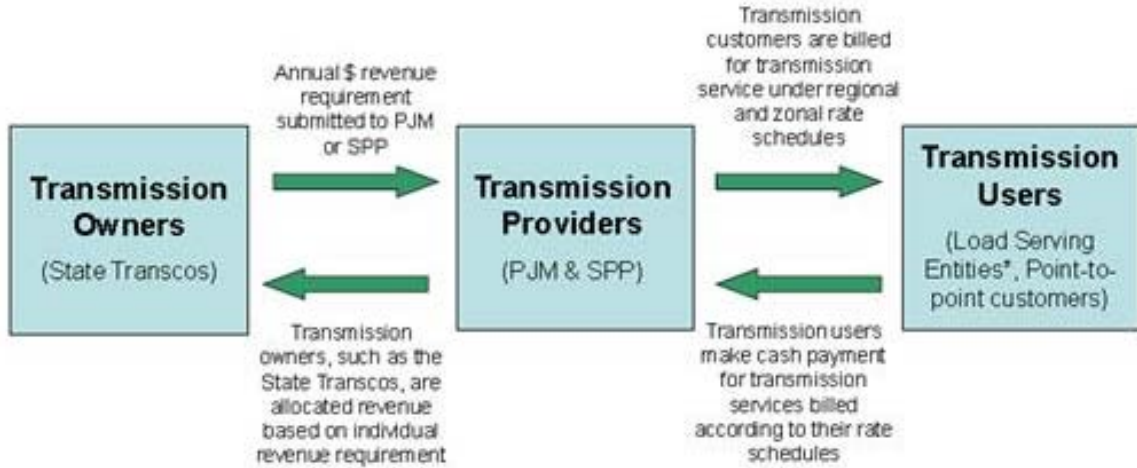 Transmission
customers are billed
for transmission
service under regional
and zonal rate
schedules
Annual $ revenue
requirement
submitted to PJM
or SPP
Transmission
Owners
(State Transcos)
Transmission
Providers
(PJM & SPP)
Transmission
Users
(Load Serving
Entities*, Point-to-
point customers)
Transmission
owners, such as the
State Transcos, are
allocated revenue
based on individual
revenue requirement
Transmission users
make cash payment
for transmission
services billed
according to their rate
schedules